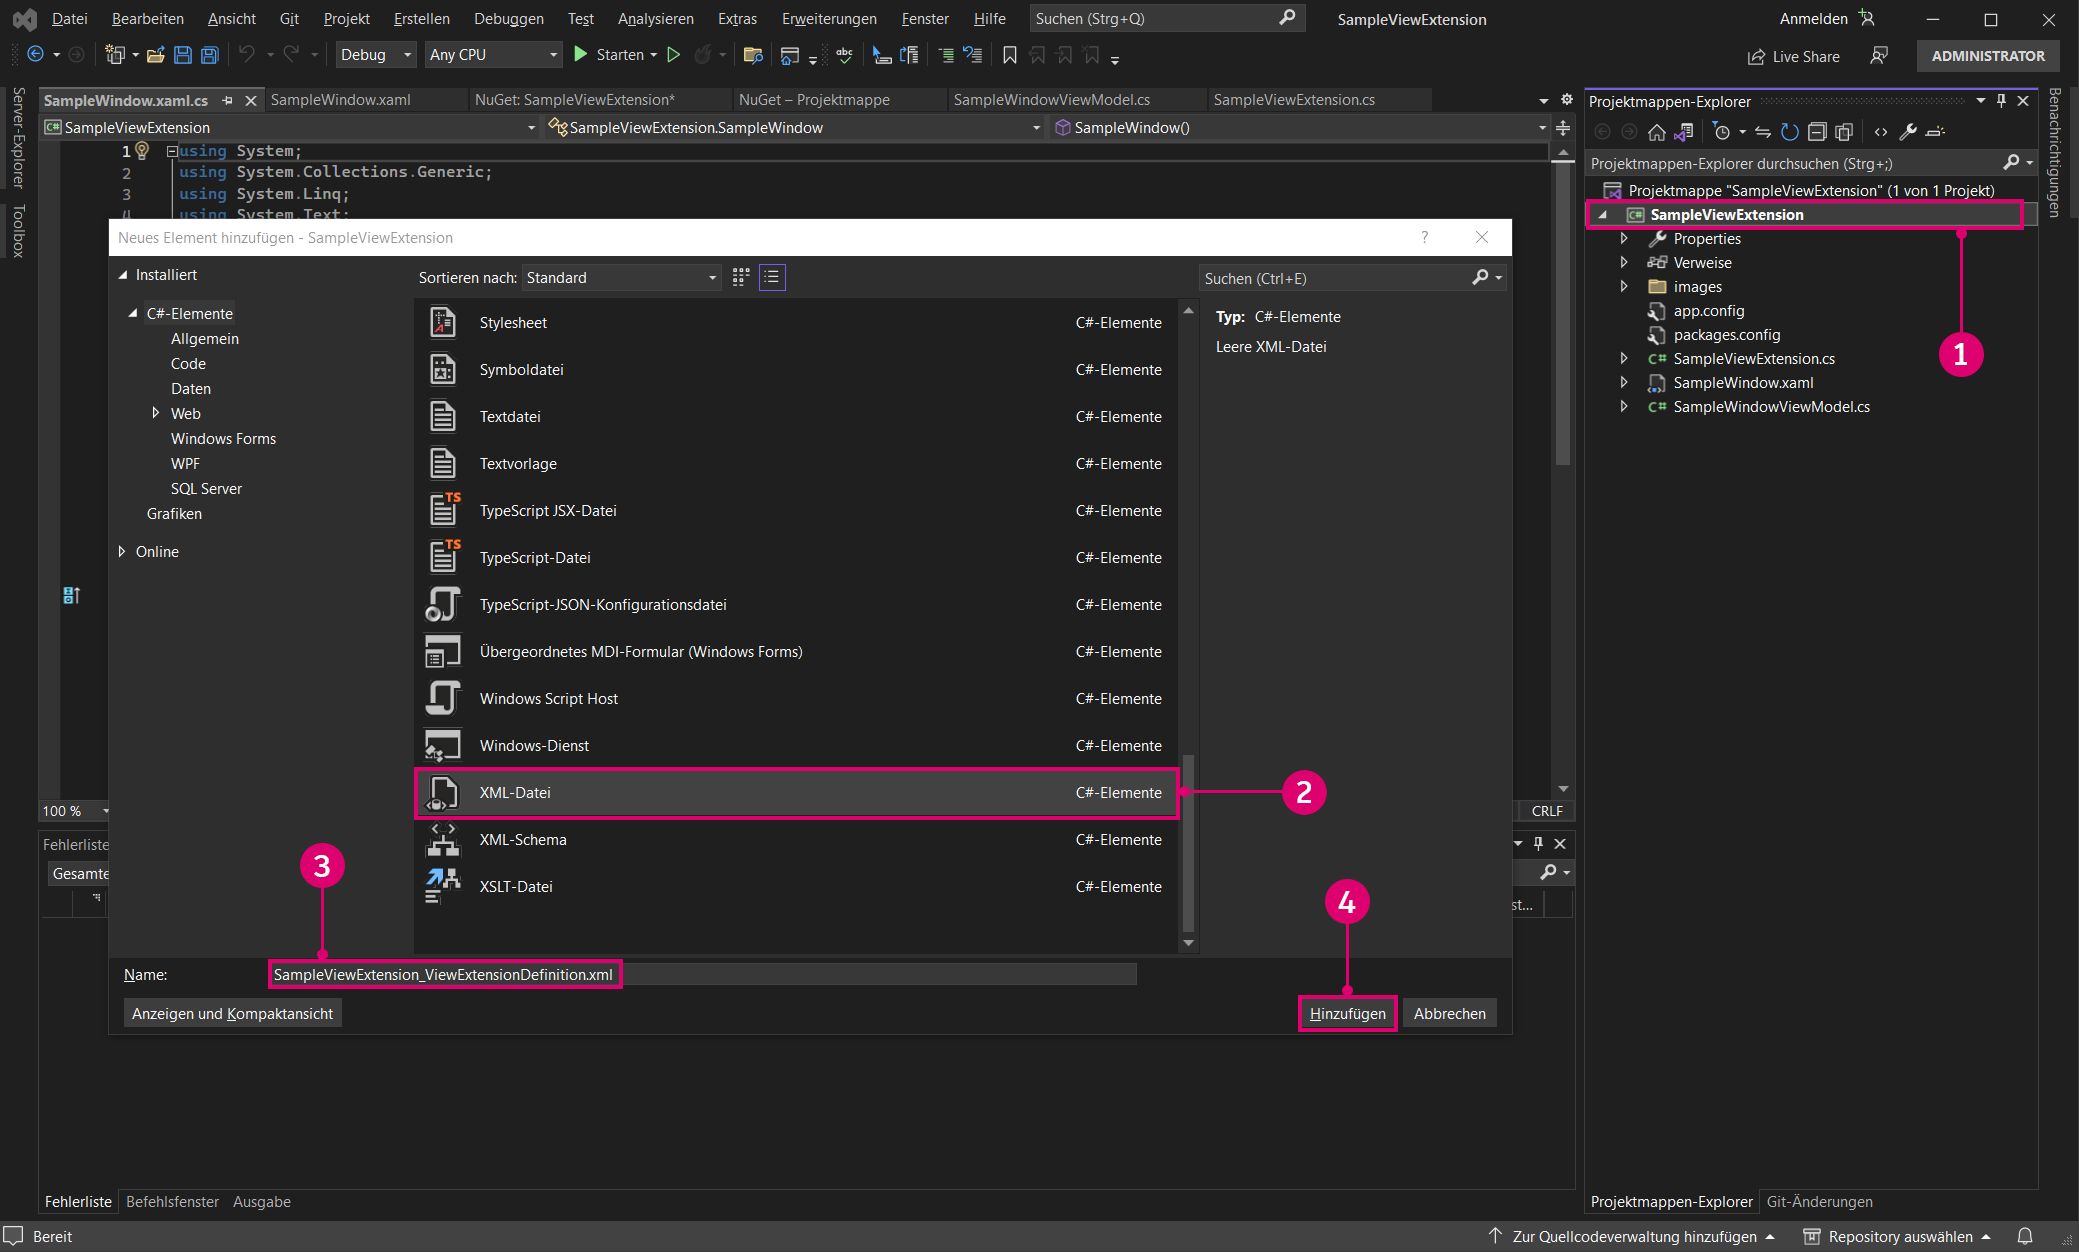 Datei Bearbeiten Ansicht Git Projekt Erstellen Debuggen Test Analysieren Extras Erweiterungen Fenster Hilfe Suchen (Strg+Q) SampleViewExtension Anmelden
Debug Any CPU Starten abc Live Share ADMINISTRATOR
Server-Explorer
Toolbox
SampleWindow.xaml.cs SampleWindow.xaml NuGet: SampleViewExtension* NuGet – Projektmappe SampleWindowViewModel.cs SampleViewExtension.cs
C# SampleViewExtension SampleViewExtension.SampleWindow SampleWindow()
1 using System;
2 using System.Collections.Generic;
3 using System.Linq;
4 using System.Text;
Neues Element hinzufügen - SampleViewExtension ?
Installiert
C#-Elemente
Allgemein
Code
Daten
Web
Windows Forms
WPF
SQL Server
Grafiken
Online
Sortieren nach: Standard
Stylesheet C#-Elemente
Symboldatei C#-Elemente
Textdatei C#-Elemente
Textvorlage C#-Elemente
TS TypeScript JSX-Datei C#-Elemente
TS TypeScript-Datei C#-Elemente
TypeScript-JSON-Konfigurationsdatei C#-Elemente
Übergeordnetes MDI-Formular (Windows Forms) C#-Elemente
Windows Script Host C#-Elemente
Windows-Dienst C#-Elemente
XML-Datei C#-Elemente 2
XML-Schema C#-Elemente
XSLT-Datei C#-Elemente
Suchen (Ctrl+E)
Typ: C#-Elemente
Leere XML-Datei
3
4
Name: SampleViewExtension_ViewExtensionDefinition.xml
Anzeigen und Kompaktansicht Hinzufügen Abbrechen
100 % CRLF
Fehlerliste
Gesamte
st...
Fehlerliste Befehlsfenster Ausgabe
Projektmappen-Explorer
Projektmappen-Explorer durchsuchen (Strg+;)
Projektmappe "SampleViewExtension" (1 von 1 Projekt)
C# SampleViewExtension
Properties
Verweise
images
app.config
packages.config
C# SampleViewExtension.cs
SampleWindow.xaml
C# SampleWindowViewModel.cs
1
Benachrichtigungen
Projektmappen-Explorer Git-Änderungen
Bereit Zur Quellcodeverwaltung hinzufügen Repository auswählen